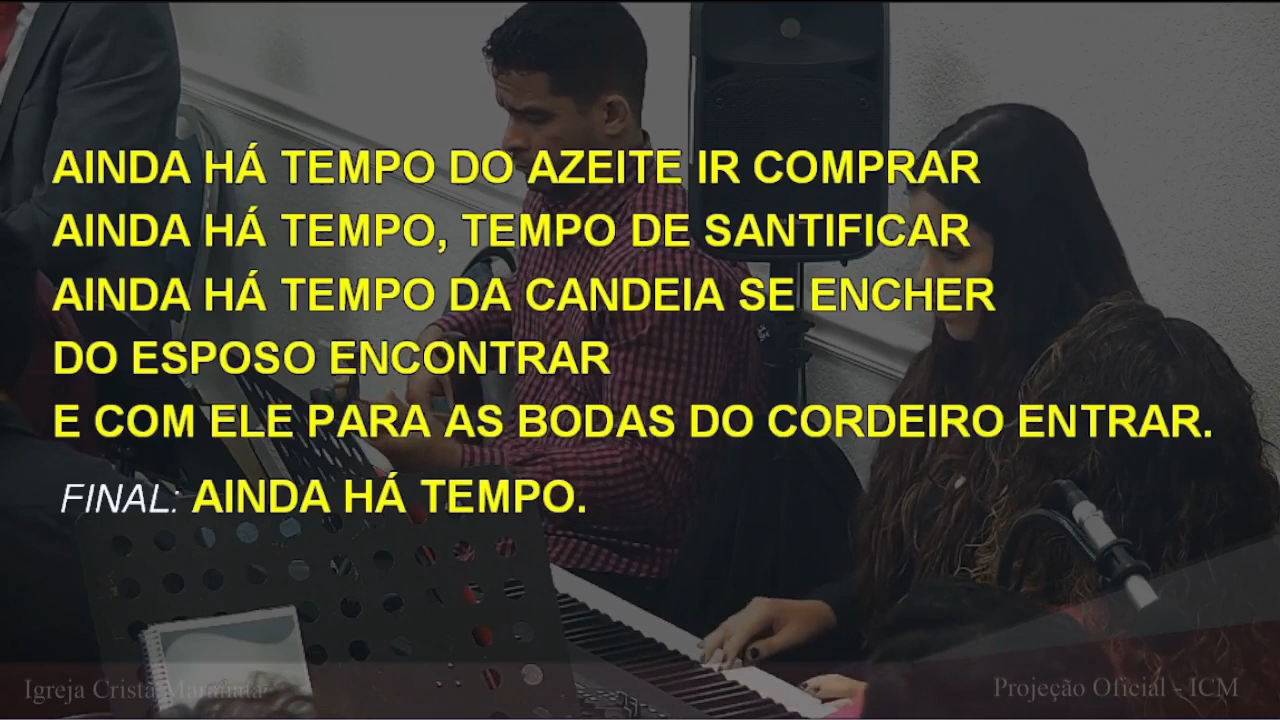 AINDA HÁ TEMPO DO AZEITE IR COMPRAR
AINDA HÁ TEMPO, TEMPO DE SANTIFICAR
AINDA HÁ TEMPO DA CANDEIA SE ENCHER
DO ESPOSO ENCONTRAR
E COM ELE PARA AS BODAS DO CORDEIRO ENTRAR.
FINAL: AINDA HÁ TEMPO.
Igreja Cristã Maranata
Projeção Oficial - ICM